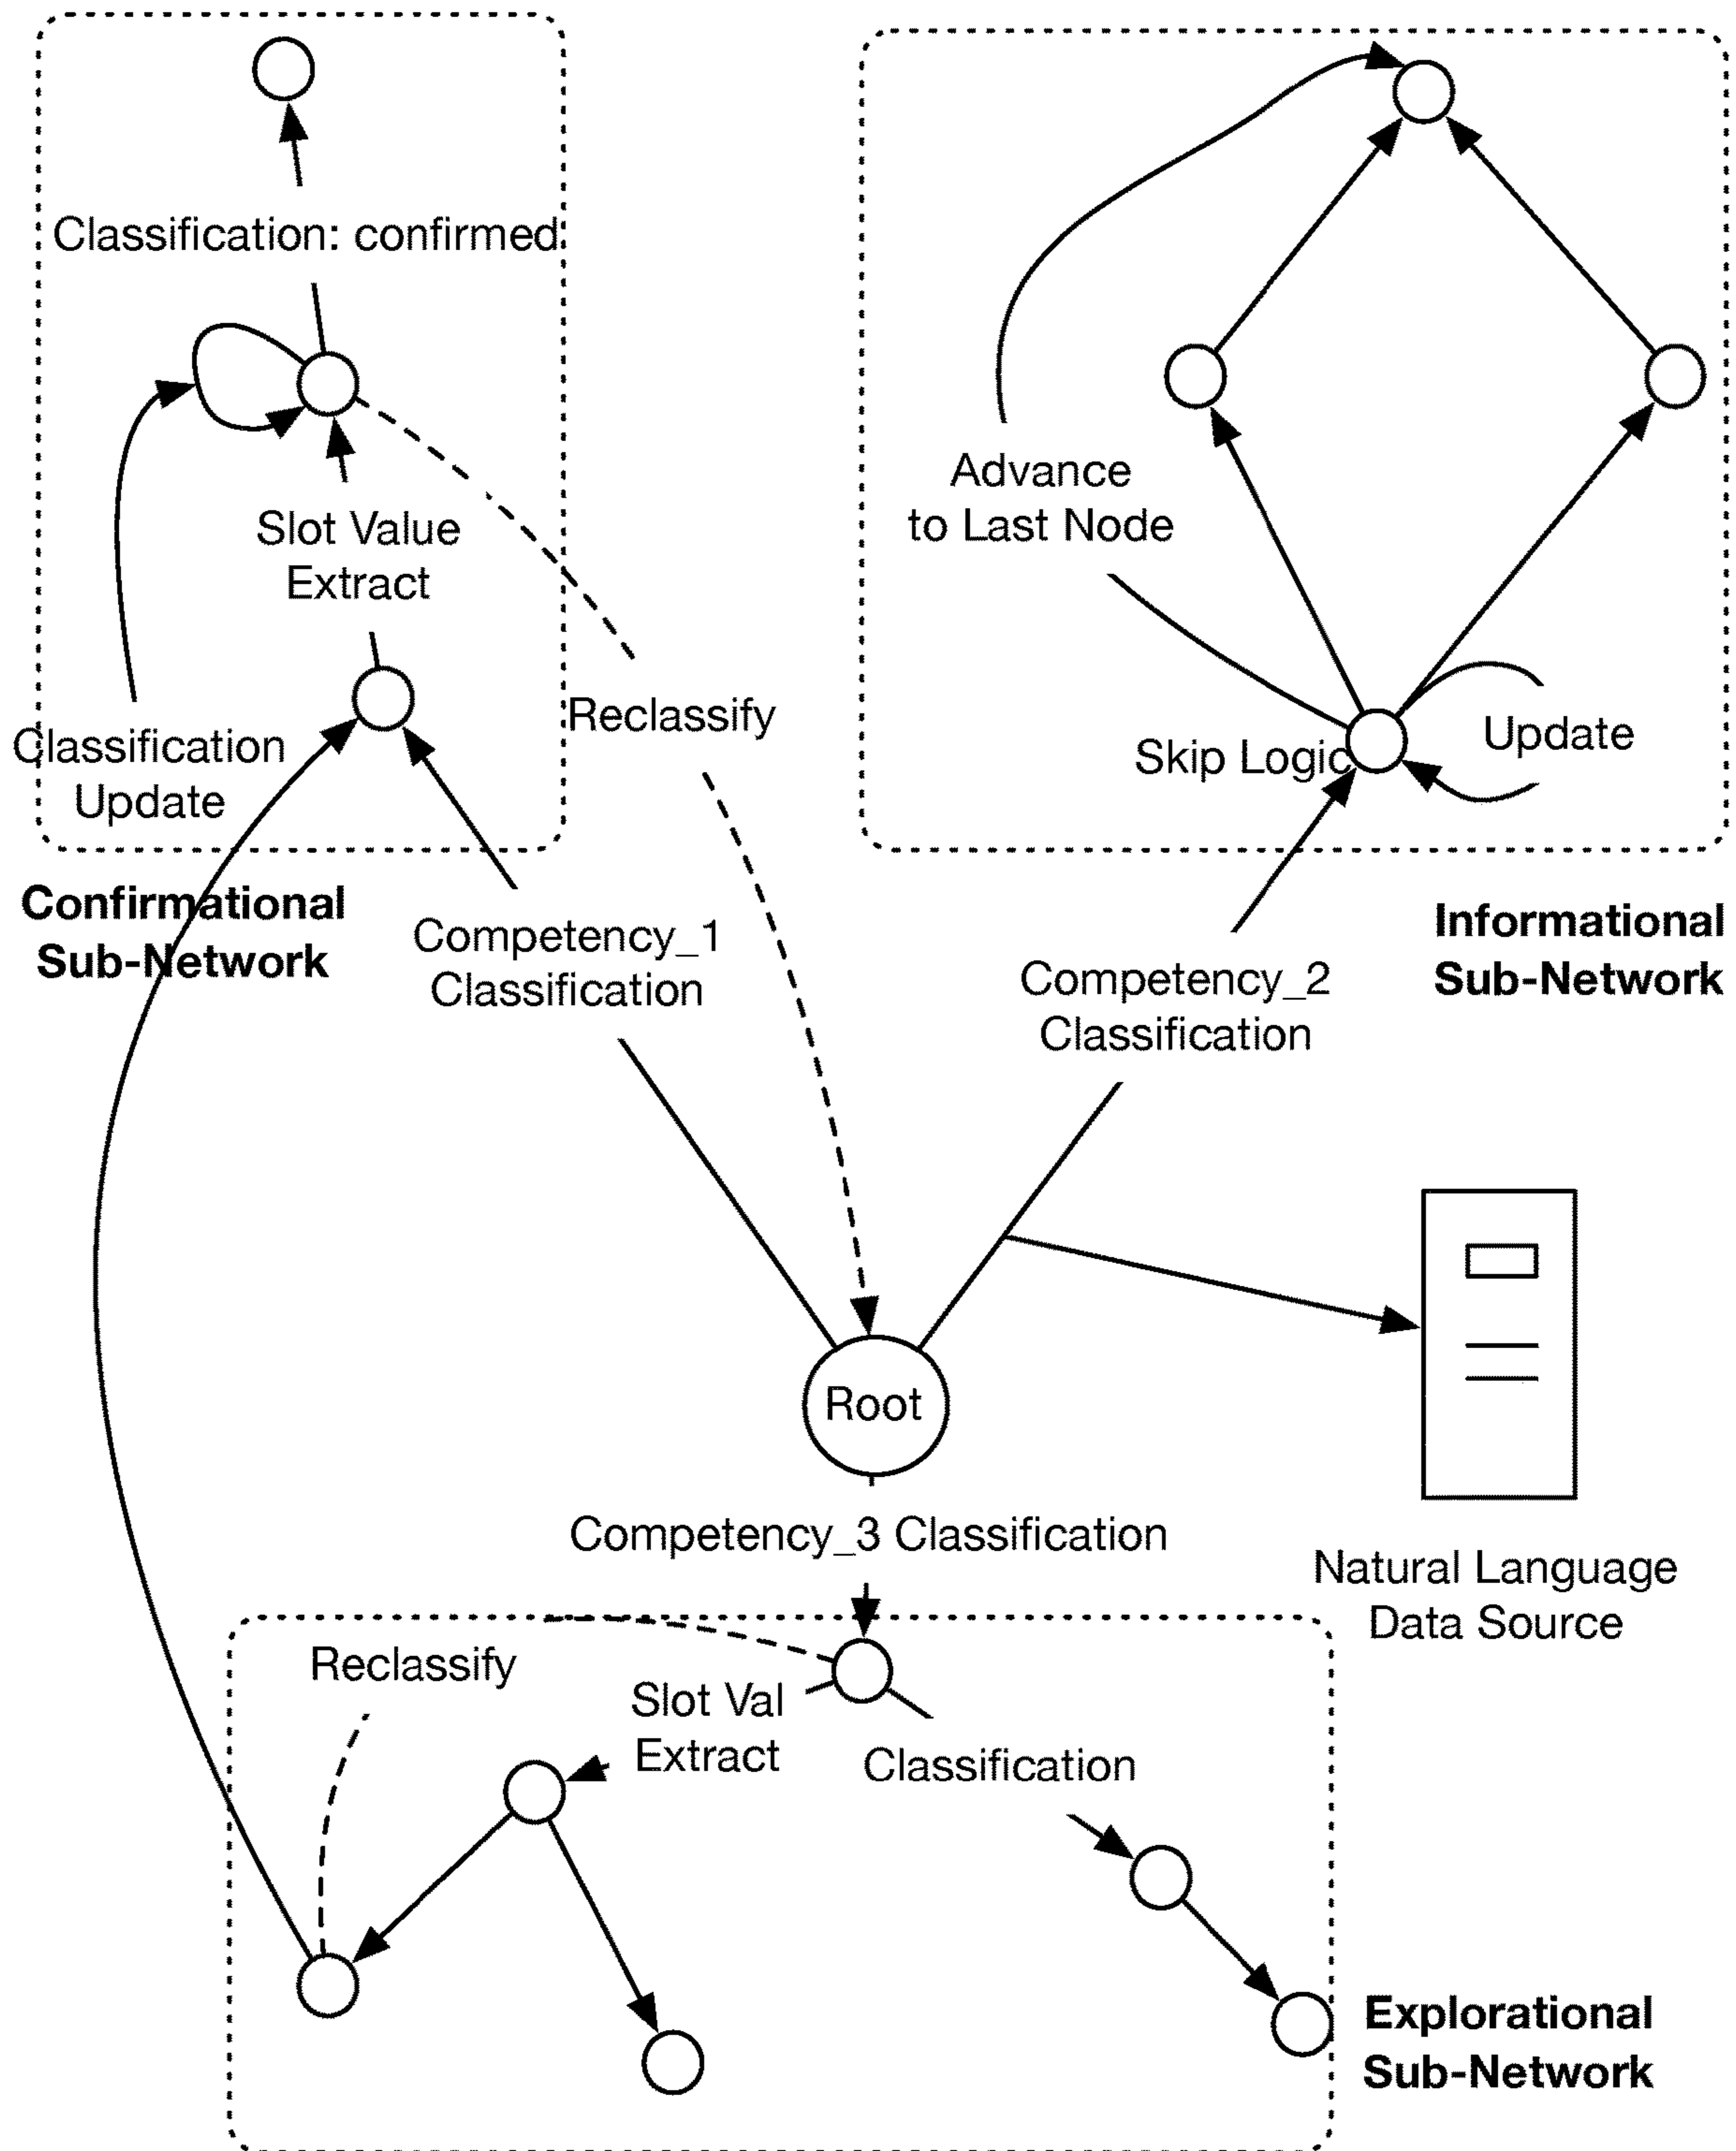 Classification: confirmed
Slot Value
Extract
Classification
Update
Reclassify
Advance
to Last Node
Skip Logic
Update
Confirmational
Sub-Network
Competency_1
Classification
Competency_2
Classification
Informational
Sub-Network
Root
Competency_3 Classification
Natural Language
Data Source
Reclassify
Slot Val
Extract
Classification
Explorational
Sub-Network